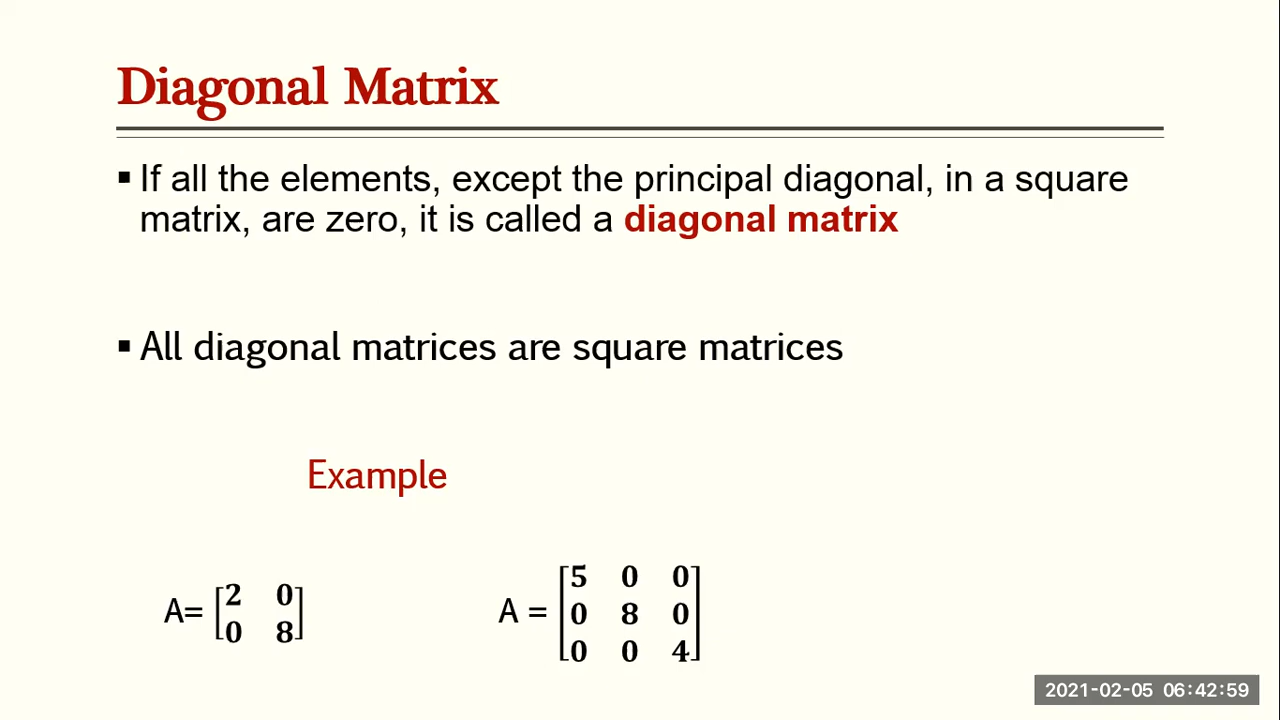 Diagonal Matrix
▪ If all the elements, except the principal diagonal, in a square
matrix, are zero, it is called a diagonal matrix
▪ All diagonal matrices are square matrices
Example
A= [2 0
0 8]
A = [5 0 0
0 8 0
0 0 4]
2021-02-05 06:42:59